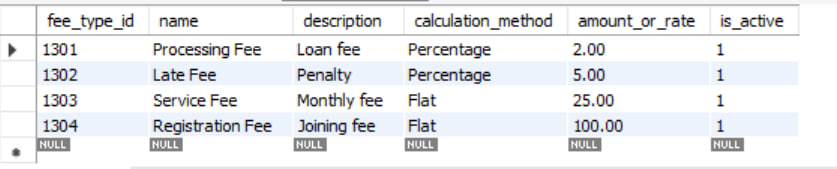 fee_type_id name description calculation_method amount_or_rate is_active
1301 Processing Fee Loan fee Percentage 2.00 1
1302 Late Fee Penalty Percentage 5.00 1
1303 Service Fee Monthly fee Flat 25.00 1
1304 Registration Fee Joining fee Flat 100.00 1
NULL NULL NULL NULL NULL NULL